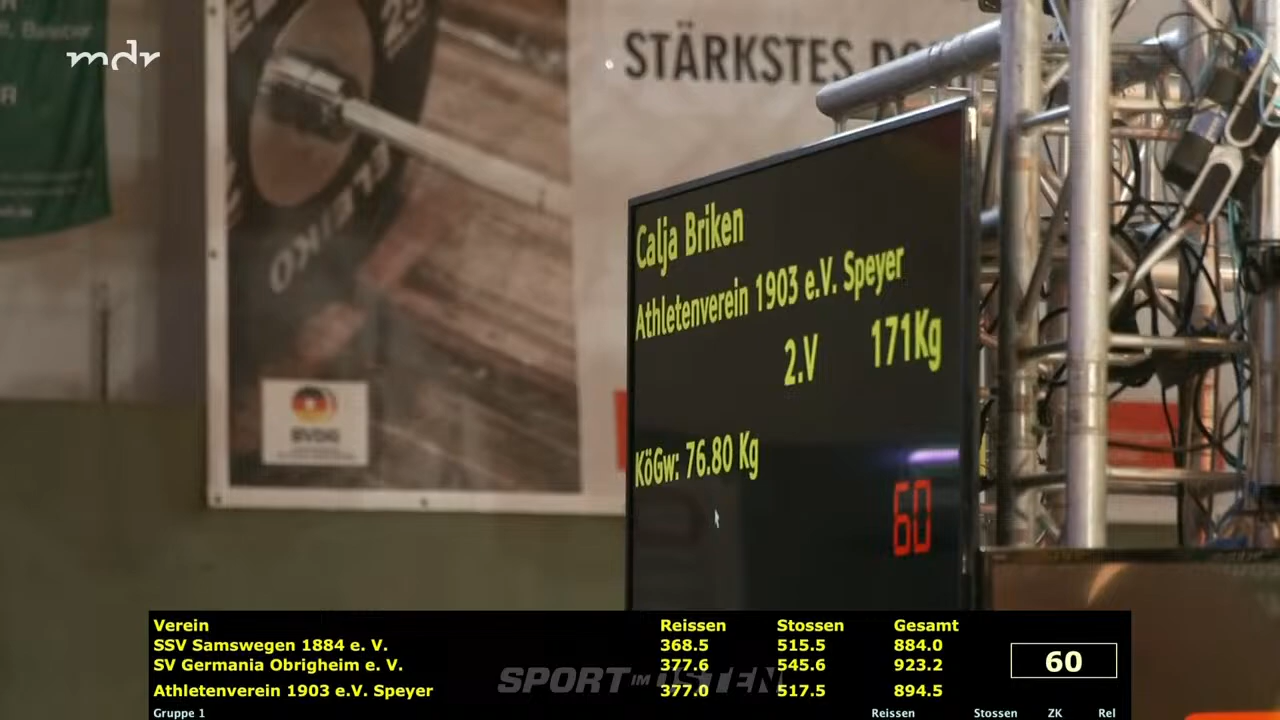 mdr
25
ELEIKO
BVDG
STÄRKSTES
Calja Briken
Athletenverein 1903 e.V. Speyer
2.V 171Kg
KöGw: 76.80 Kg
60
Verein Reissen Stossen Gesamt
SSV Samswegen 1884 e. V. 368.5 515.5 884.0
SV Germania Obrigheim e. V. 377.6 545.6 923.2
60
SPORT IM OSTEN
Athletenverein 1903 e.V. Speyer 377.0 517.5 894.5
Gruppe 1 Reissen Stossen ZK Rel